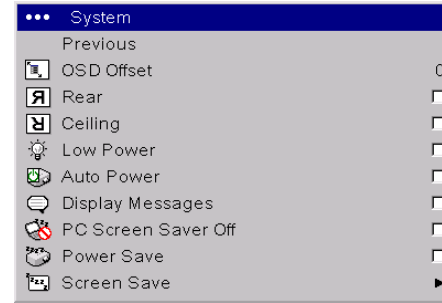 ••• System
Previous
OSD Offset 0
Rear
Ceiling
Low Power
Auto Power
Display Messages
PC Screen Saver Off
Power Save
Screen Save